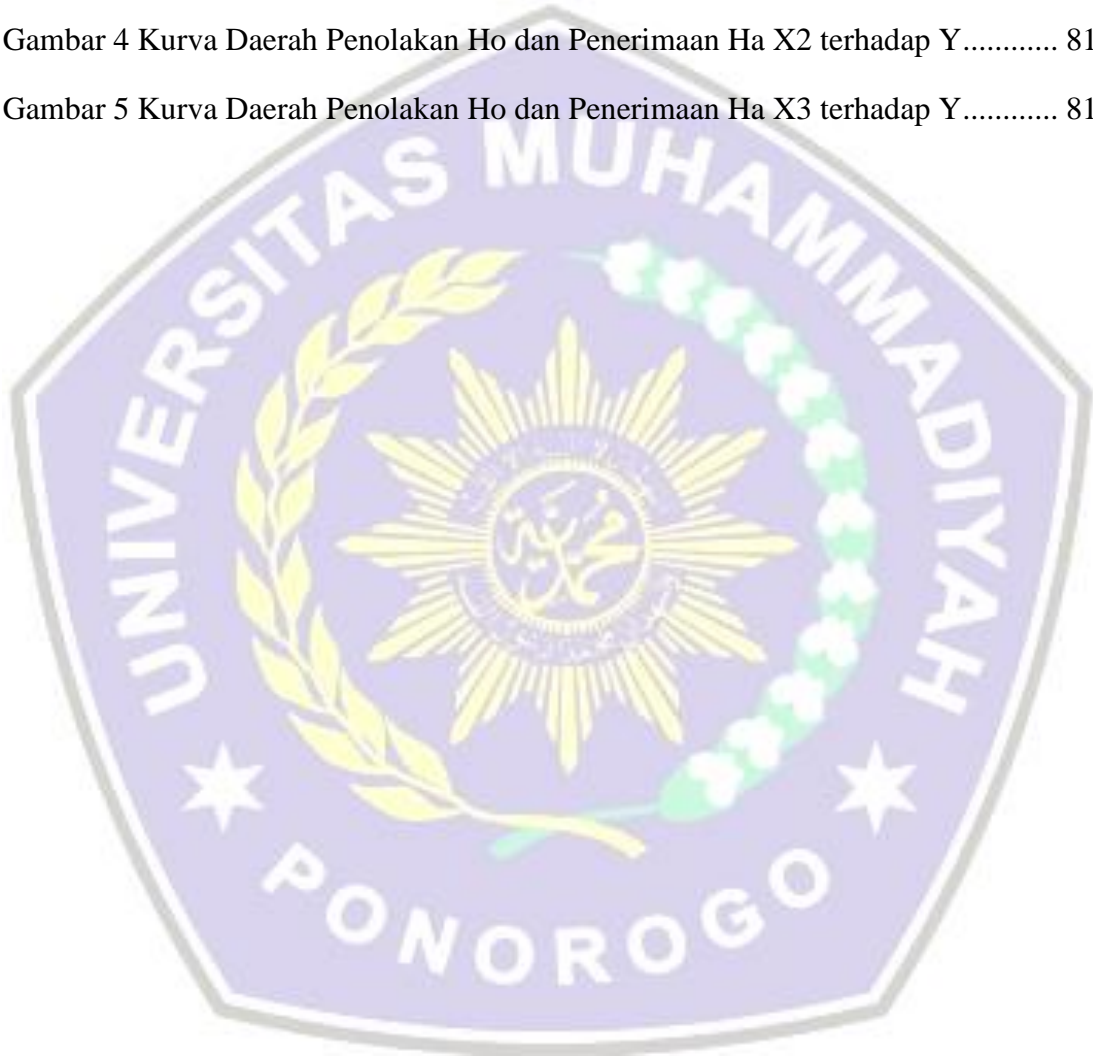 Gambar 4 Kurva Daerah Penolakan Ho dan Penerimaan Ha X2 terhadap Y............ 81
Gambar 5 Kurva Daerah Penolakan Ho dan Penerimaan Ha X3 terhadap Y............ 81
UNIVERSITAS MUHAMMADIYAH
PONOROGO